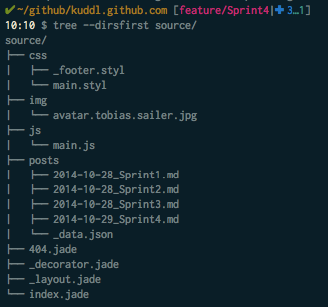 ✔~/github/kuddl.github.com [feature/Sprint4|✚ 3…1]
10:10 $ tree --dirsfirst source/
source/
├── css
│   ├── _footer.styl
│   └── main.styl
├── img
│   └── avatar.tobias.sailer.jpg
├── js
│   └── main.js
├── posts
│   ├── 2014-10-28_Sprint1.md
│   ├── 2014-10-28_Sprint2.md
│   ├── 2014-10-28_Sprint3.md
│   ├── 2014-10-29_Sprint4.md
│   └── _data.json
├── 404.jade
├── _decorator.jade
├── _layout.jade
└── index.jade